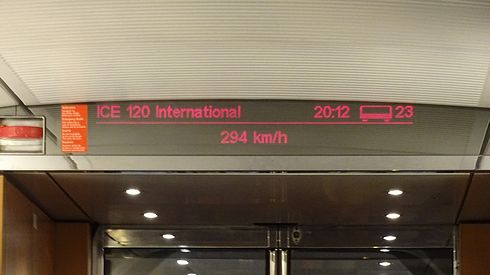 ICE 120 International 20:12 23
294 km/h